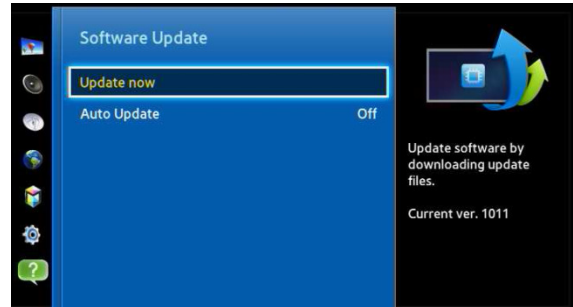 Software Update
Update now
Auto Update Off
Update software by
downloading update
files.
Current ver. 1011
?